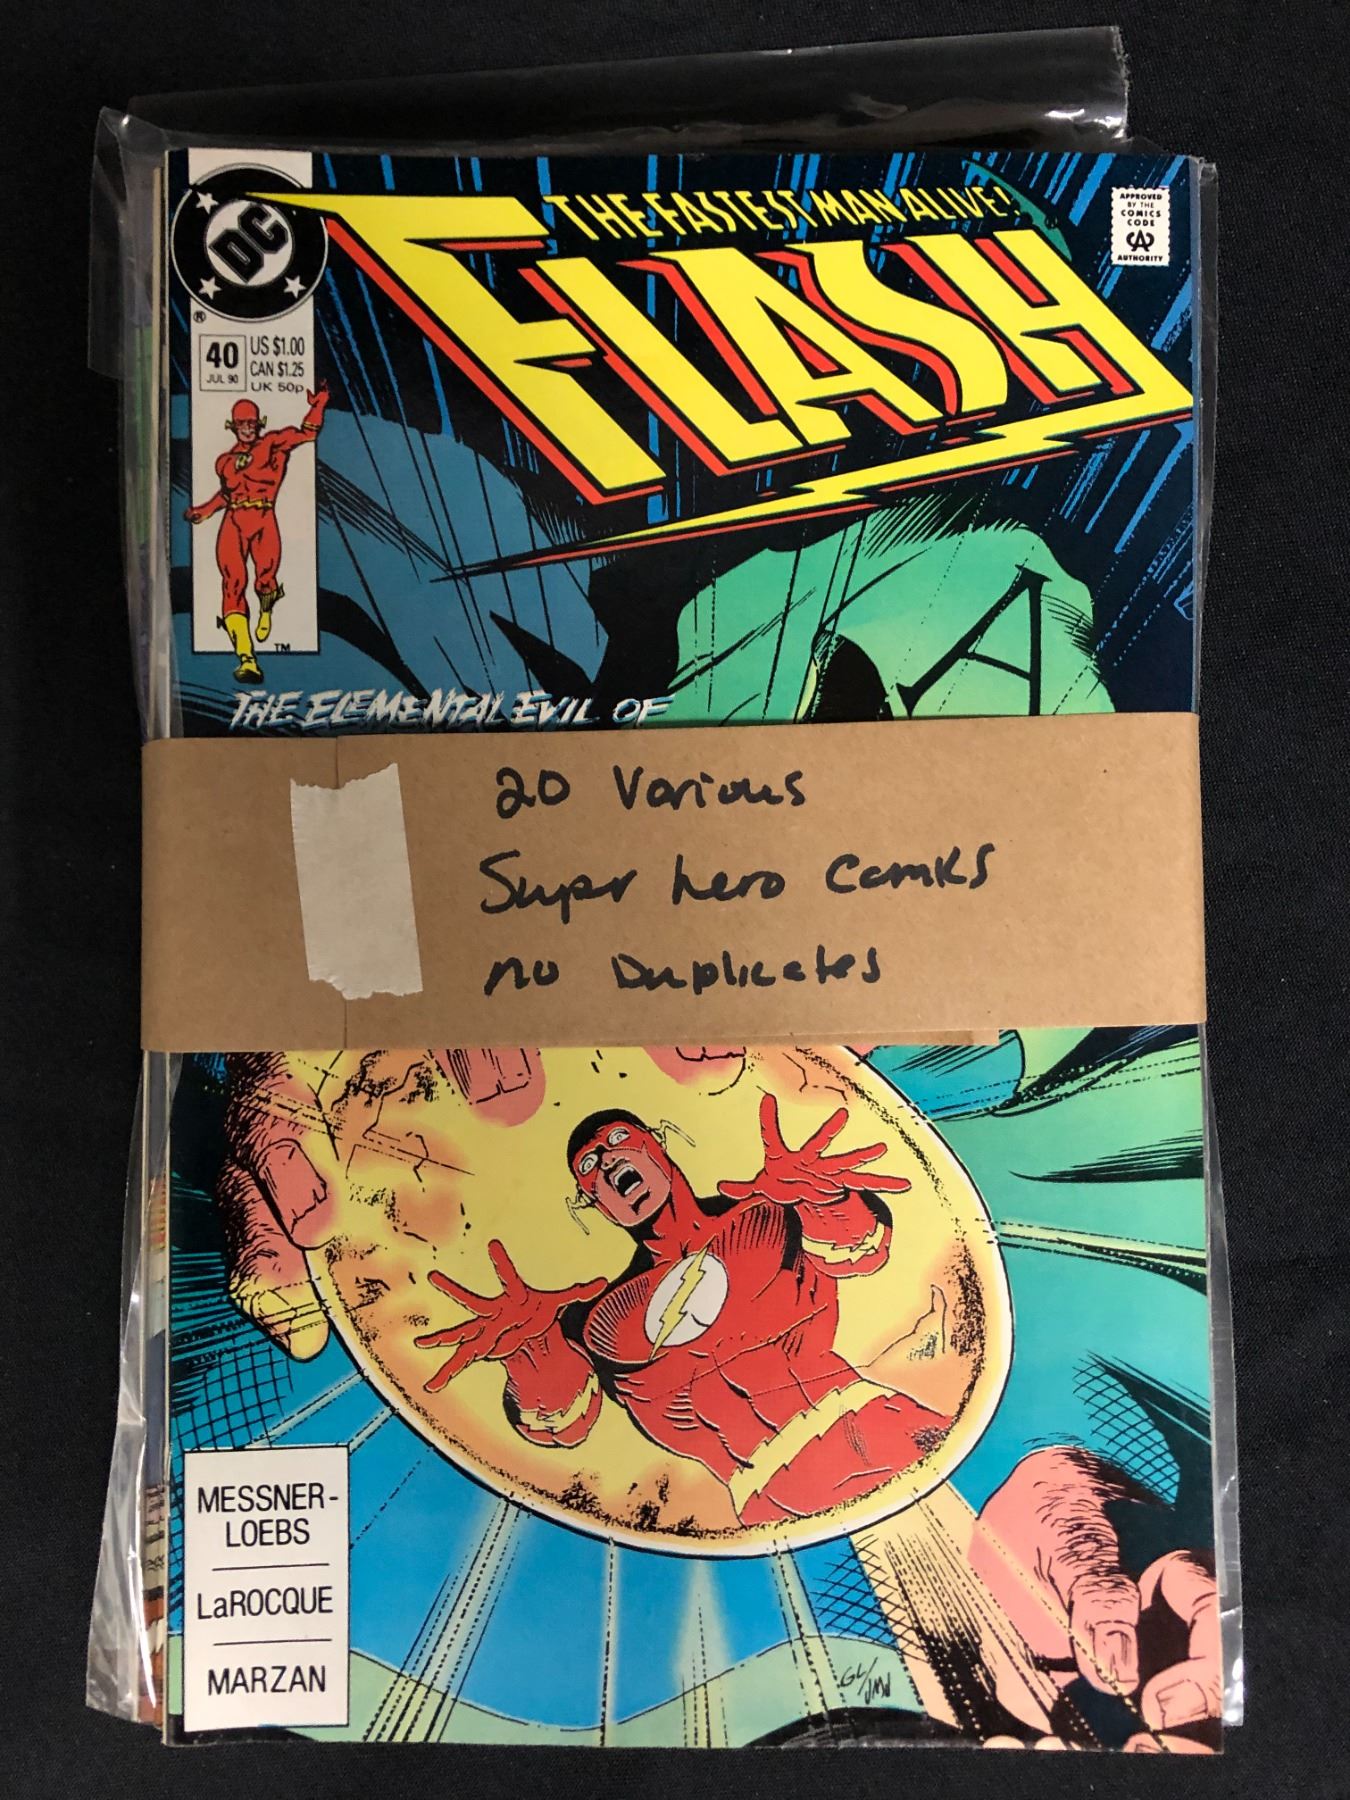 THE FASTEST MAN ALIVE!
FLASH
DC
®
40
JUL 90
US $1.00
CAN $1.25
UK 50p
APPROVED
BY THE
COMICS
CODE
CA
AUTHORITY
TM
A
THE ELEMENTAL EVIL OF
20 Various
Super hero Comics
no Duplicates
MESSNER-
LOEBS
LaROCQUE
MARZAN
GL/JMJ